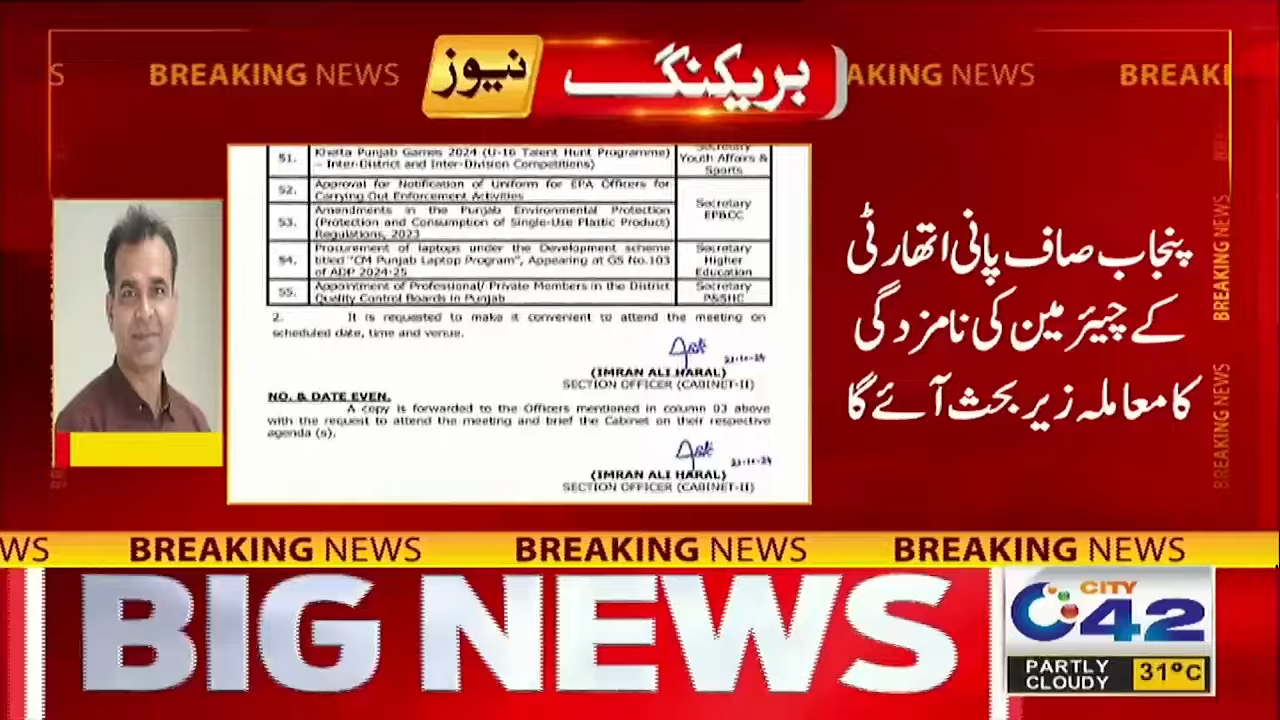 S BREAKING NEWS بریکنگ نیوز AKING NEWS BREAKI
51. Khelta Punjab Games 2024 (U-16 Talent Hunt Programme)
– Inter-District and Inter-Division Competitions)
Secretary
Youth Affairs &
Sports
52. Approval for Notification of Uniform for EPA Officers for
Carrying Out Enforcement Activities
53. Amendments in the Punjab Environmental Protection
(Protection and Consumption of Single-Use Plastic Product)
Regulations, 2023
Secretary
EP&CC
54. Procurement of laptops under the Development scheme
titled "CM Punjab Laptop Program", Appearing at GS No.103
of ADP 2024-25
Secretary
Higher
Education
55. Appointment of Professional/ Private Members in the District
Quality Control Boards in Punjab
Secretary
P&SHC
2. It is requested to make it convenient to attend the meeting on
scheduled date, time and venue.
(IMRAN ALI HARAL)
SECTION OFFICER (CABINET-II)
NO. & DATE EVEN.
A copy is forwarded to the Officers mentioned in column 03 above
with the request to attend the meeting and brief the Cabinet on their respective
agenda (s).
(IMRAN ALI HARAL)
SECTION OFFICER (CABINET-II)
پنجاب صاف پانی اتھارٹی
کے چیئرمین کی نامزدگی
کا معاملہ زیر بحث آئے گا
BREAKING NEWS
BREAKING NEWS
WS BREAKING NEWS BREAKING NEWS BREAKING NEWS
BIG NEWS
CITY
42
PARTLY
CLOUDY
31°C